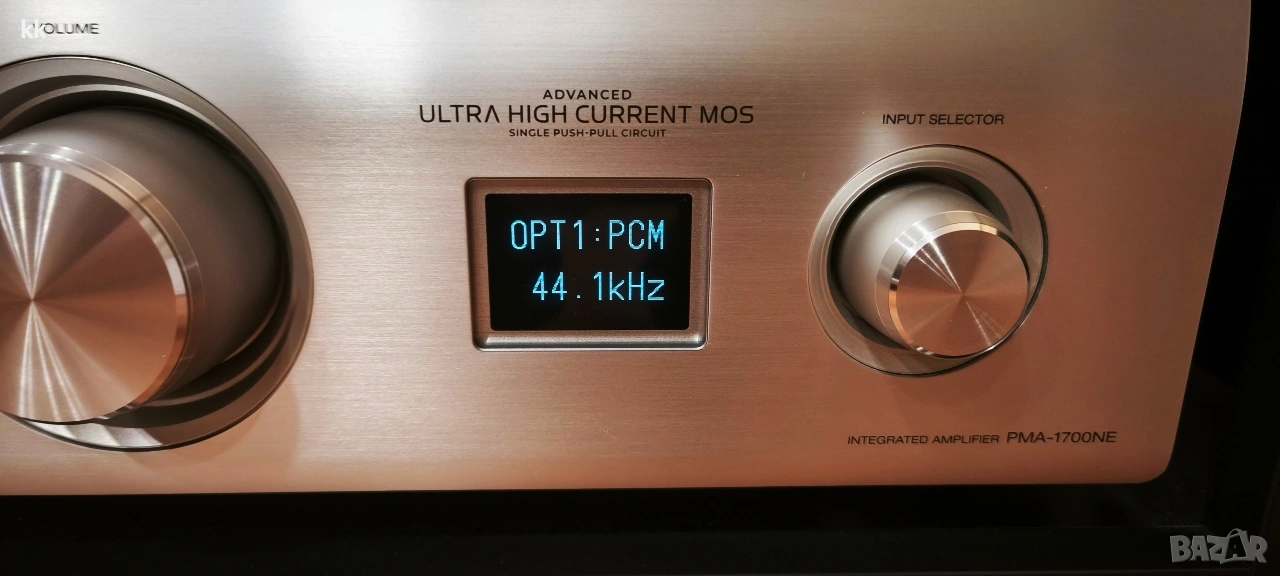 kk
VOLUME
ADVANCED
ULTRA HIGH CURRENT MOS
SINGLE PUSH-PULL CIRCUIT
INPUT SELECTOR
OPT1:PCM
44.1kHz
INTEGRATED AMPLIFIER PMA-1700NE
BAZAR